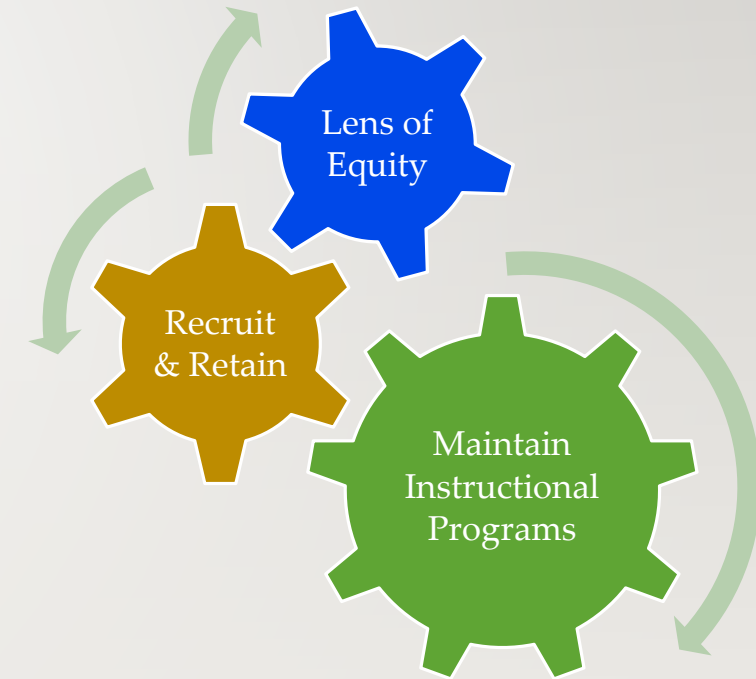 Lens of
Equity
Recruit
& Retain
Maintain
Instructional
Programs